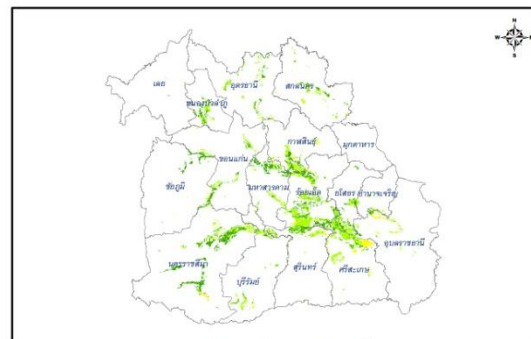 N
W E
S
เลย
อุดรธานี
สกลนคร
หนองบัวลำภู
กาฬสินธุ์
มุกดาหาร
ขอนแก่น
ชัยภูมิ
มหาสารคาม
ร้อยเอ็ด
ยโสธร
อำนาจเจริญ
อุบลราชธานี
นครราชสีมา
บุรีรัมย์
สุรินทร์
ศรีสะเกษ